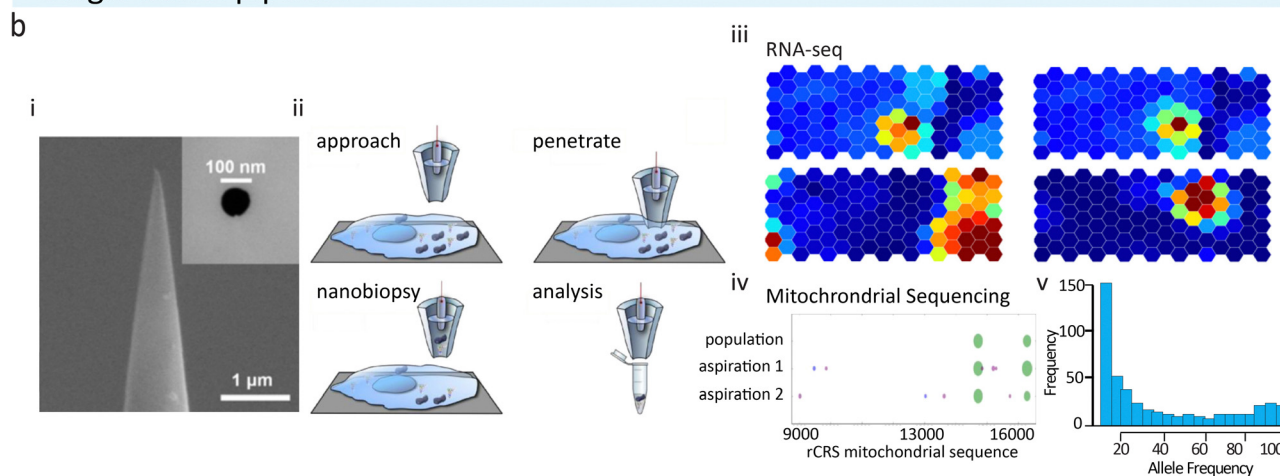 b
i
100 nm
1 µm
ii
approach
penetrate
nanobiopsy
analysis
iii
RNA-seq
iv
Mitochrondrial Sequencing
population
aspiration 1
aspiration 2
9000 13000 16000
rCRS mitochondrial sequence
v
Frequency
150
100
50
0
20 40 60 80 100
Allele Frequency